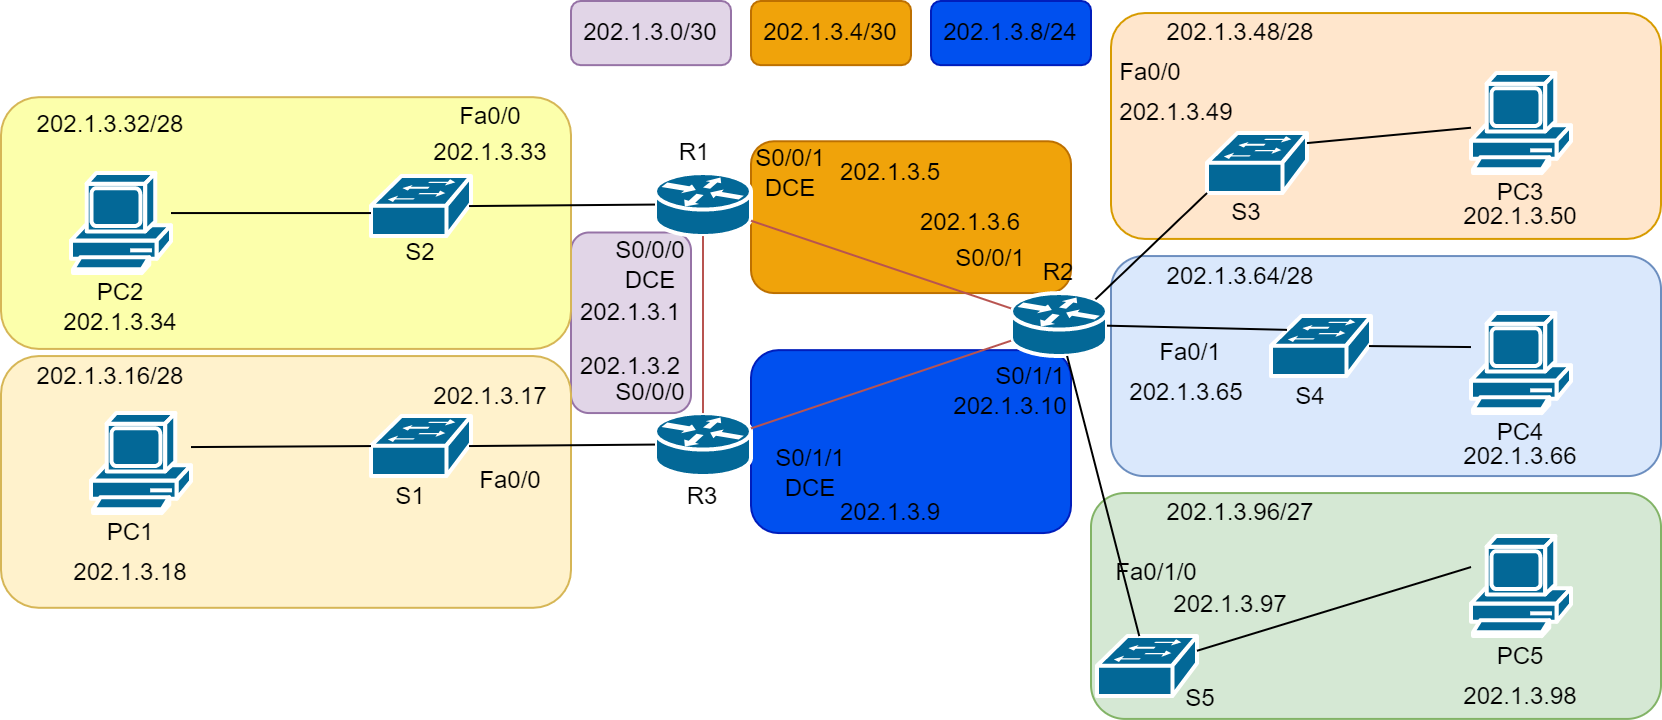 202.1.3.0/30
202.1.3.4/30
202.1.3.8/24
202.1.3.32/28
Fa0/0
202.1.3.33
PC2
202.1.3.34
S2
202.1.3.16/28
202.1.3.17
Fa0/0
PC1
202.1.3.18
S1
R1
S0/0/0
DCE
202.1.3.1
202.1.3.2
S0/0/0
R3
S0/0/1
DCE
202.1.3.5
202.1.3.6
S0/0/1
R2
S0/1/1
202.1.3.10
S0/1/1
DCE
202.1.3.9
202.1.3.48/28
Fa0/0
202.1.3.49
S3
PC3
202.1.3.50
202.1.3.64/28
Fa0/1
202.1.3.65
S4
PC4
202.1.3.66
202.1.3.96/27
Fa0/1/0
202.1.3.97
S5
PC5
202.1.3.98